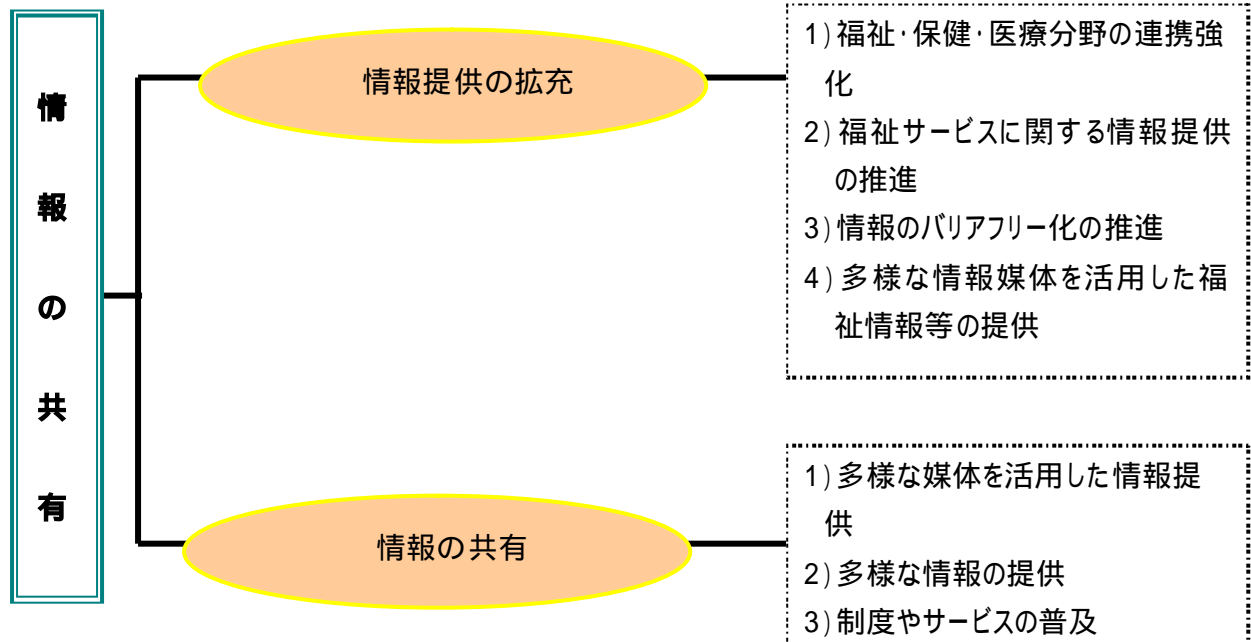 情報の共有
情報提供の拡充
1)福祉・保健・医療分野の連携強
化
2)福祉サービスに関する情報提供
の推進
3)情報のバリアフリー化の推進
4)多様な情報媒体を活用した福
祉情報等の提供
情報の共有
1)多様な媒体を活用した情報提
供
2)多様な情報の提供
3)制度やサービスの普及